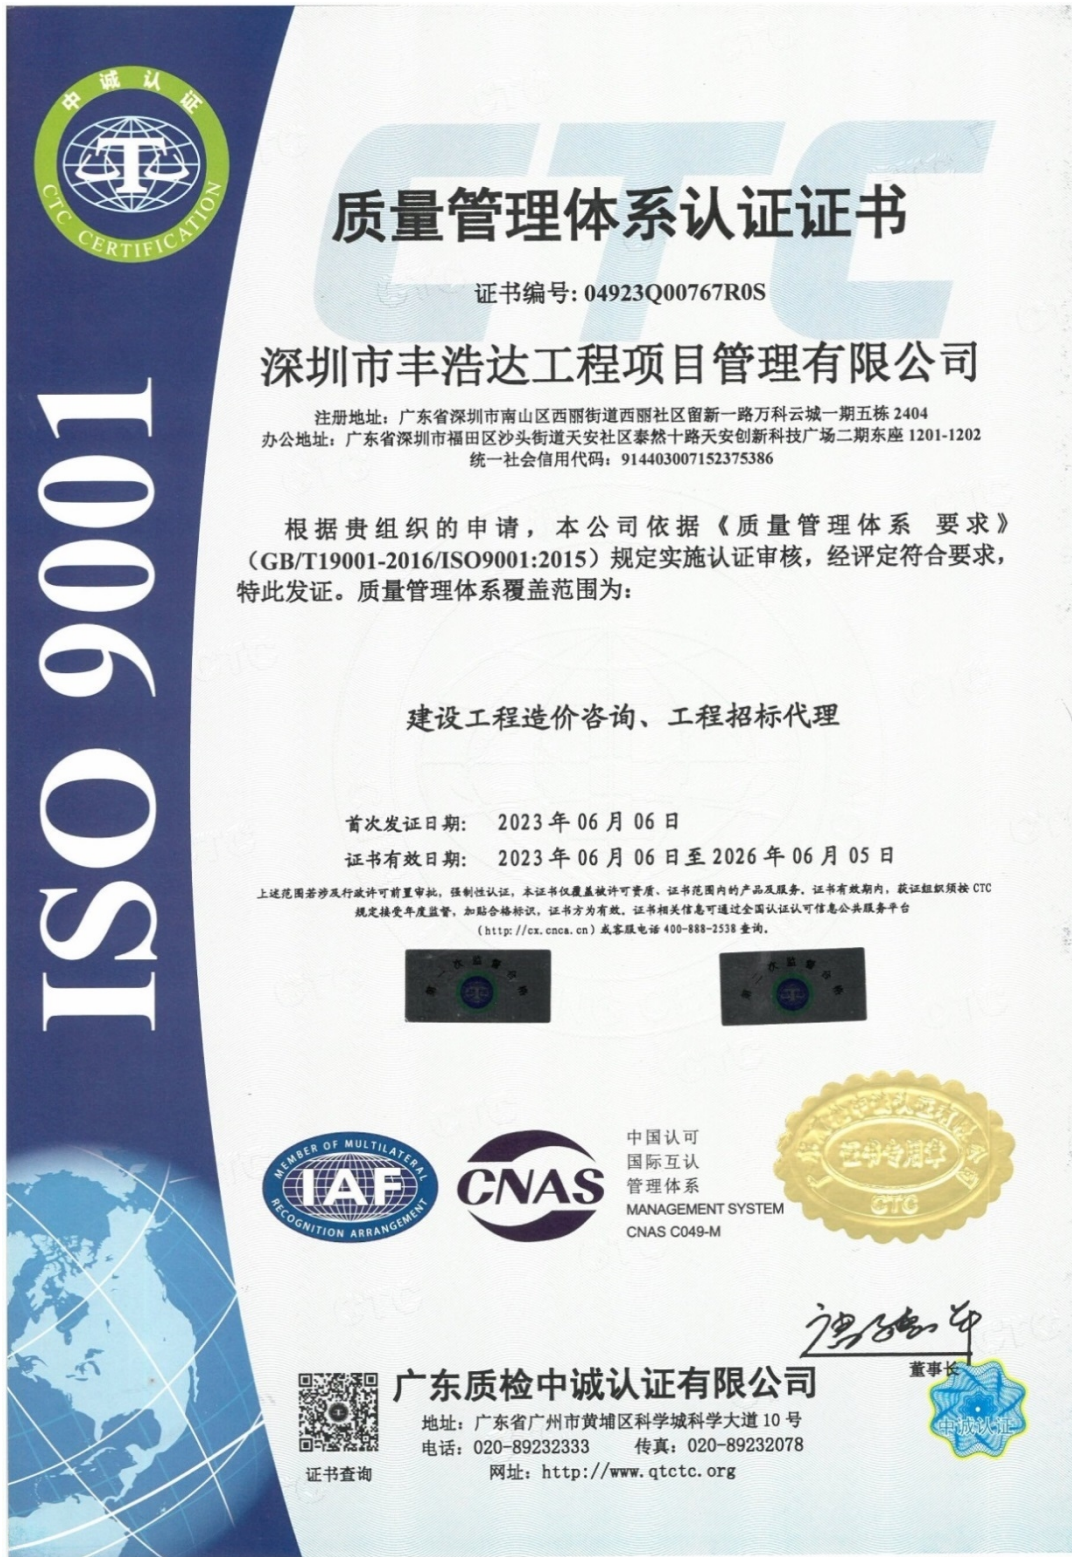 中诚认证
CTC CERTIFICATION
ISO 9001
CTC
质量管理体系认证证书
证书编号: 04923Q00767R0S
深圳市丰浩达工程项目管理有限公司
注册地址：广东省深圳市南山区西丽街道西丽社区留新一路万科云城一期五栋 2404
办公地址：广东省深圳市福田区沙头街道天安社区泰然十路天安创新科技广场二期东座 1201-1202
统一社会信用代码：914403007152375386
根据贵组织的申请，本公司依据《质量管理体系 要求》
（GB/T19001-2016/ISO9001:2015）规定实施认证审核，经评定符合要求，
特此发证。质量管理体系覆盖范围为：
建设工程造价咨询、工程招标代理
首次发证日期： 2023 年 06 月 06 日
证书有效日期： 2023 年 06 月 06 日至 2026 年 06 月 05 日
上述范围若涉及行政许可前置审批，强制性认证，本证书仅覆盖被许可资质、证书范围内的产品及服务。证书有效期内，获证组织须按 CTC
规定接受年度监督，加贴合格标识，证书方为有效。证书相关信息可通过全国认证认可信息公共服务平台
(http://cx.cnca.cn) 或客服电话 400-888-2538 查询。
MEMBER OF MULTILATERAL
IAF
RECOGNITION ARRANGEMENT
CNAS
中国认可
国际互认
管理体系
MANAGEMENT SYSTEM
CNAS C049-M
证书专用章
CTC
董事长
中诚认证
广东质检中诚认证有限公司
地址：广东省广州市黄埔区科学城科学大道 10 号
电话：020-89232333 传真：020-89232078
网址：http://www.qtctc.org
证书查询